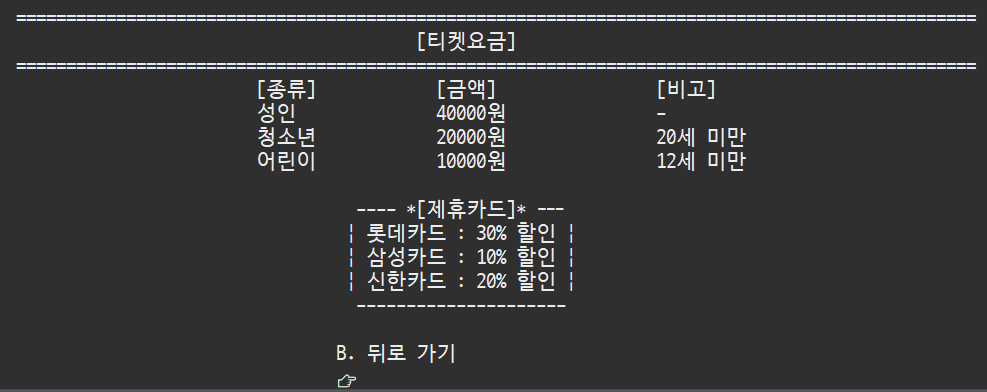 ================================================================================================
[티켓요금]
================================================================================================
[종류] [금액] [비고]
성인 40000원 -
청소년 20000원 20세 미만
어린이 10000원 12세 미만
---- *[제휴카드]* ---
¦ 롯데카드 : 30% 할인 ¦
¦ 삼성카드 : 10% 할인 ¦
¦ 신한카드 : 20% 할인 ¦
---------------------
B. 뒤로 가기
👉